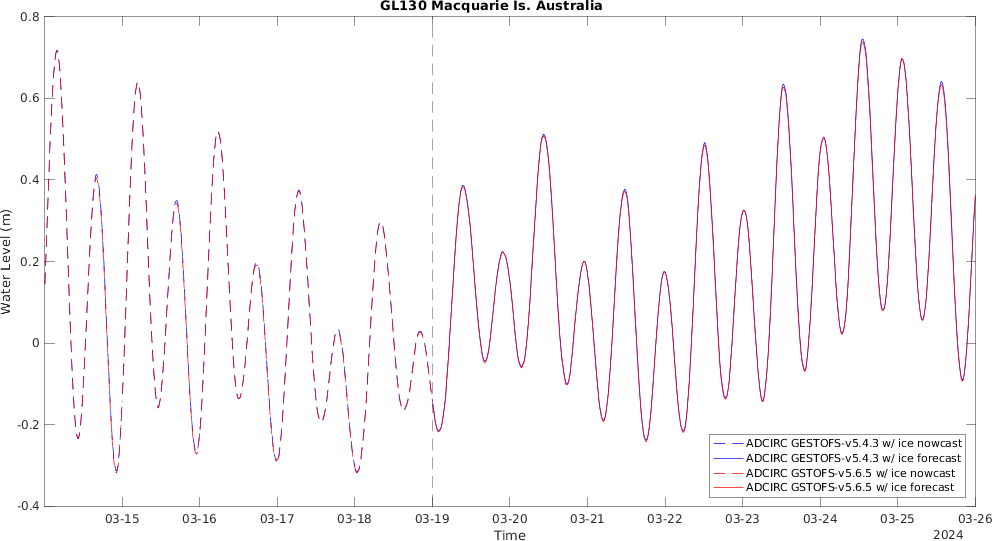 GL130 Macquarie Is. Australia
Water Level (m)
0.8
0.6
0.4
0.2
0
-0.2
-0.4
ADCIRC GESTOFS-v5.4.3 w/ ice nowcast
ADCIRC GESTOFS-v5.4.3 w/ ice forecast
ADCIRC GSTOFS-v5.6.5 w/ ice nowcast
ADCIRC GSTOFS-v5.6.5 w/ ice forecast
03-15 03-16 03-17 03-18 03-19 03-20 03-21 03-22 03-23 03-24 03-25 03-26
Time
2024